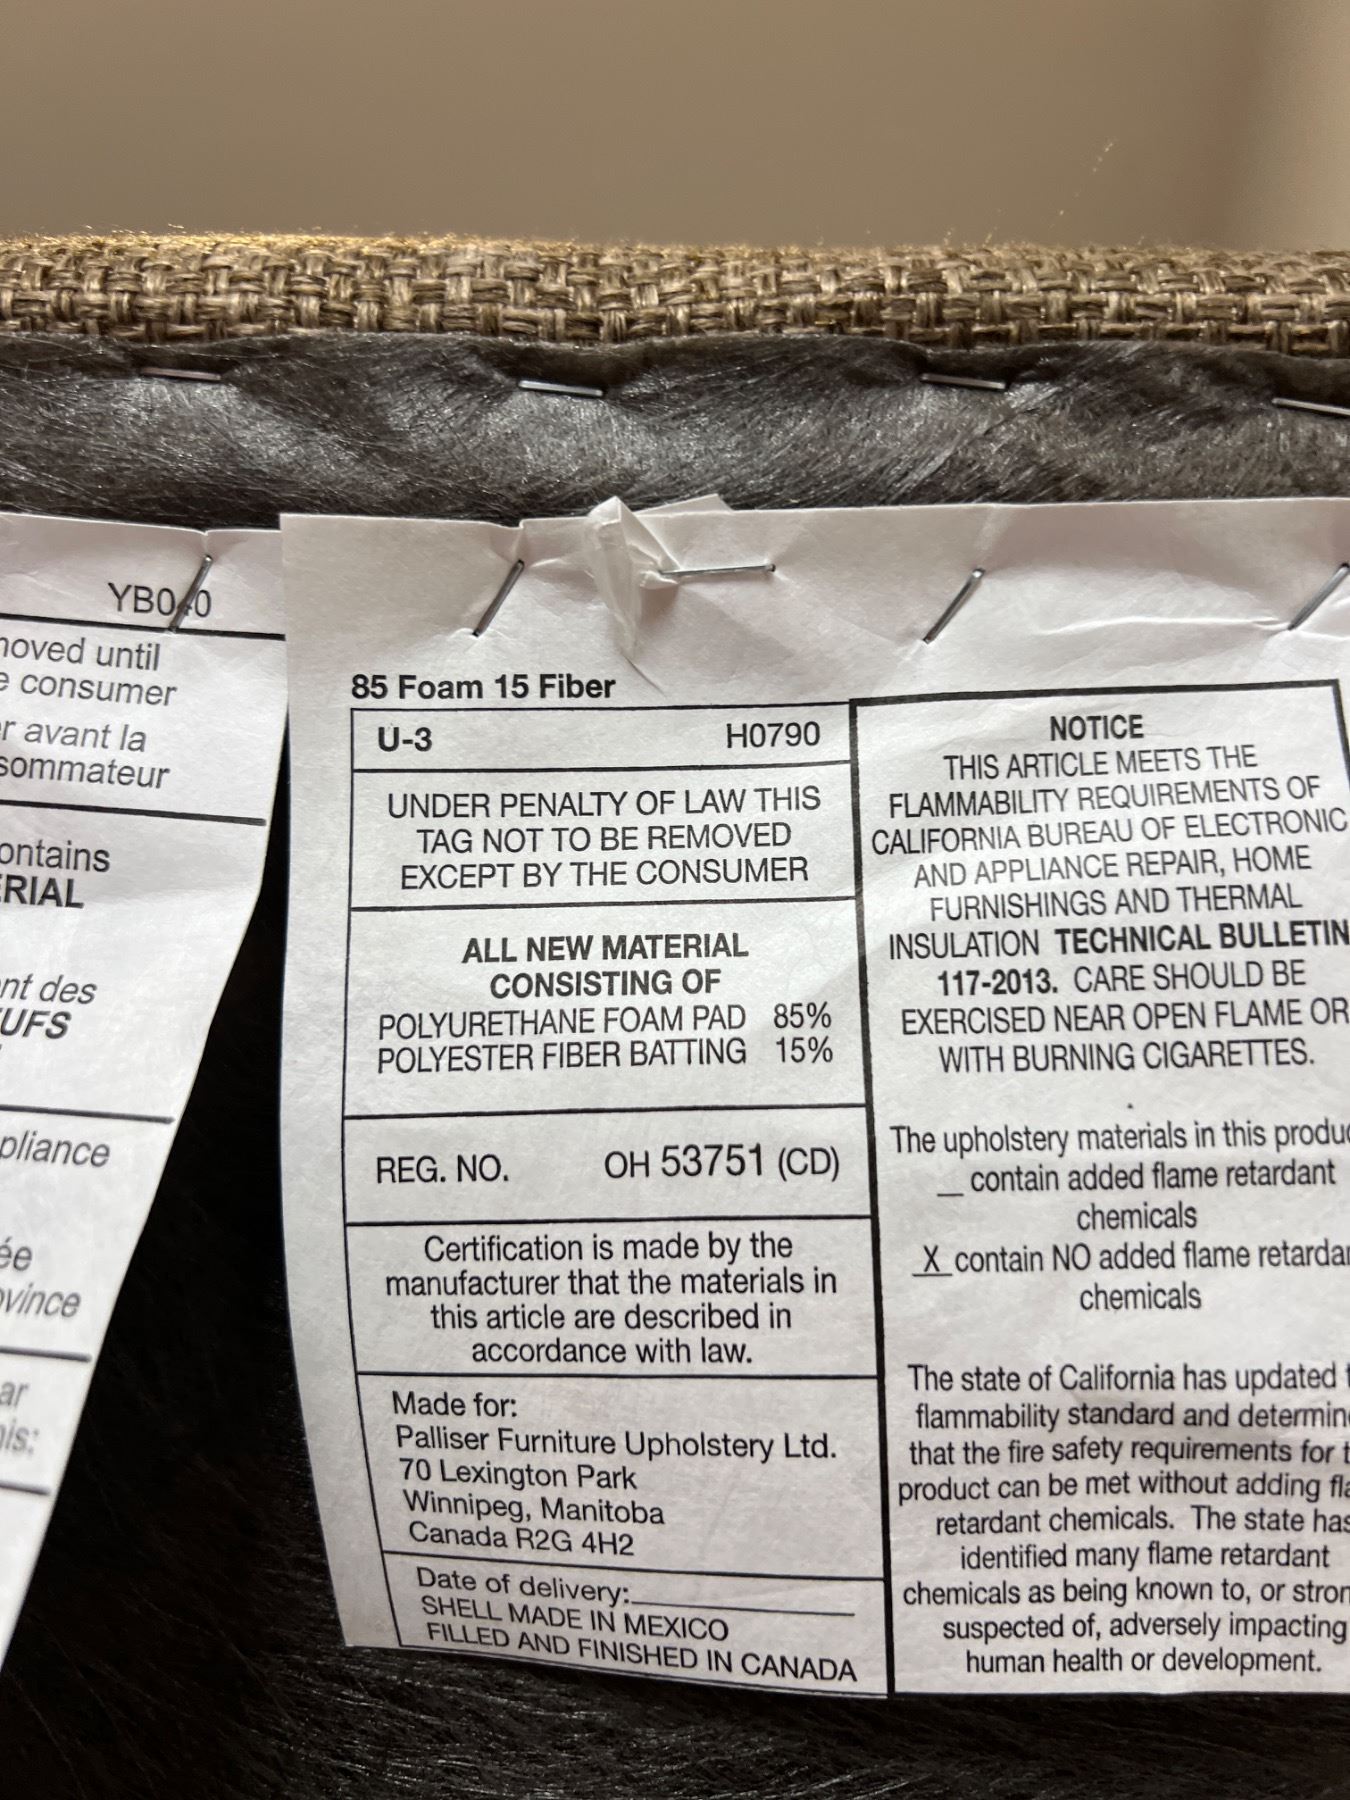 YB040
moved until
e consumer
r avant la
sommateur
ontains
ERIAL
nt des
UFS
pliance
ée
ovince
ar
is:
85 Foam 15 Fiber
U-3 H0790
UNDER PENALTY OF LAW THIS
TAG NOT TO BE REMOVED
EXCEPT BY THE CONSUMER
ALL NEW MATERIAL
CONSISTING OF
POLYURETHANE FOAM PAD 85%
POLYESTER FIBER BATTING 15%
REG. NO. OH 53751 (CD)
Certification is made by the
manufacturer that the materials in
this article are described in
accordance with law.
Made for:
Palliser Furniture Upholstery Ltd.
70 Lexington Park
Winnipeg, Manitoba
Canada R2G 4H2
Date of delivery:
SHELL MADE IN MEXICO
FILLED AND FINISHED IN CANADA
NOTICE
THIS ARTICLE MEETS THE
FLAMMABILITY REQUIREMENTS OF
CALIFORNIA BUREAU OF ELECTRONIC
AND APPLIANCE REPAIR, HOME
FURNISHINGS AND THERMAL
INSULATION TECHNICAL BULLETIN
117-2013. CARE SHOULD BE
EXERCISED NEAR OPEN FLAME OR
WITH BURNING CIGARETTES.
The upholstery materials in this produc
__ contain added flame retardant
chemicals
X contain NO added flame retardan
chemicals
The state of California has updated t
flammability standard and determine
that the fire safety requirements for t
product can be met without adding fla
retardant chemicals. The state has
identified many flame retardant
chemicals as being known to, or stron
suspected of, adversely impacting
human health or development.